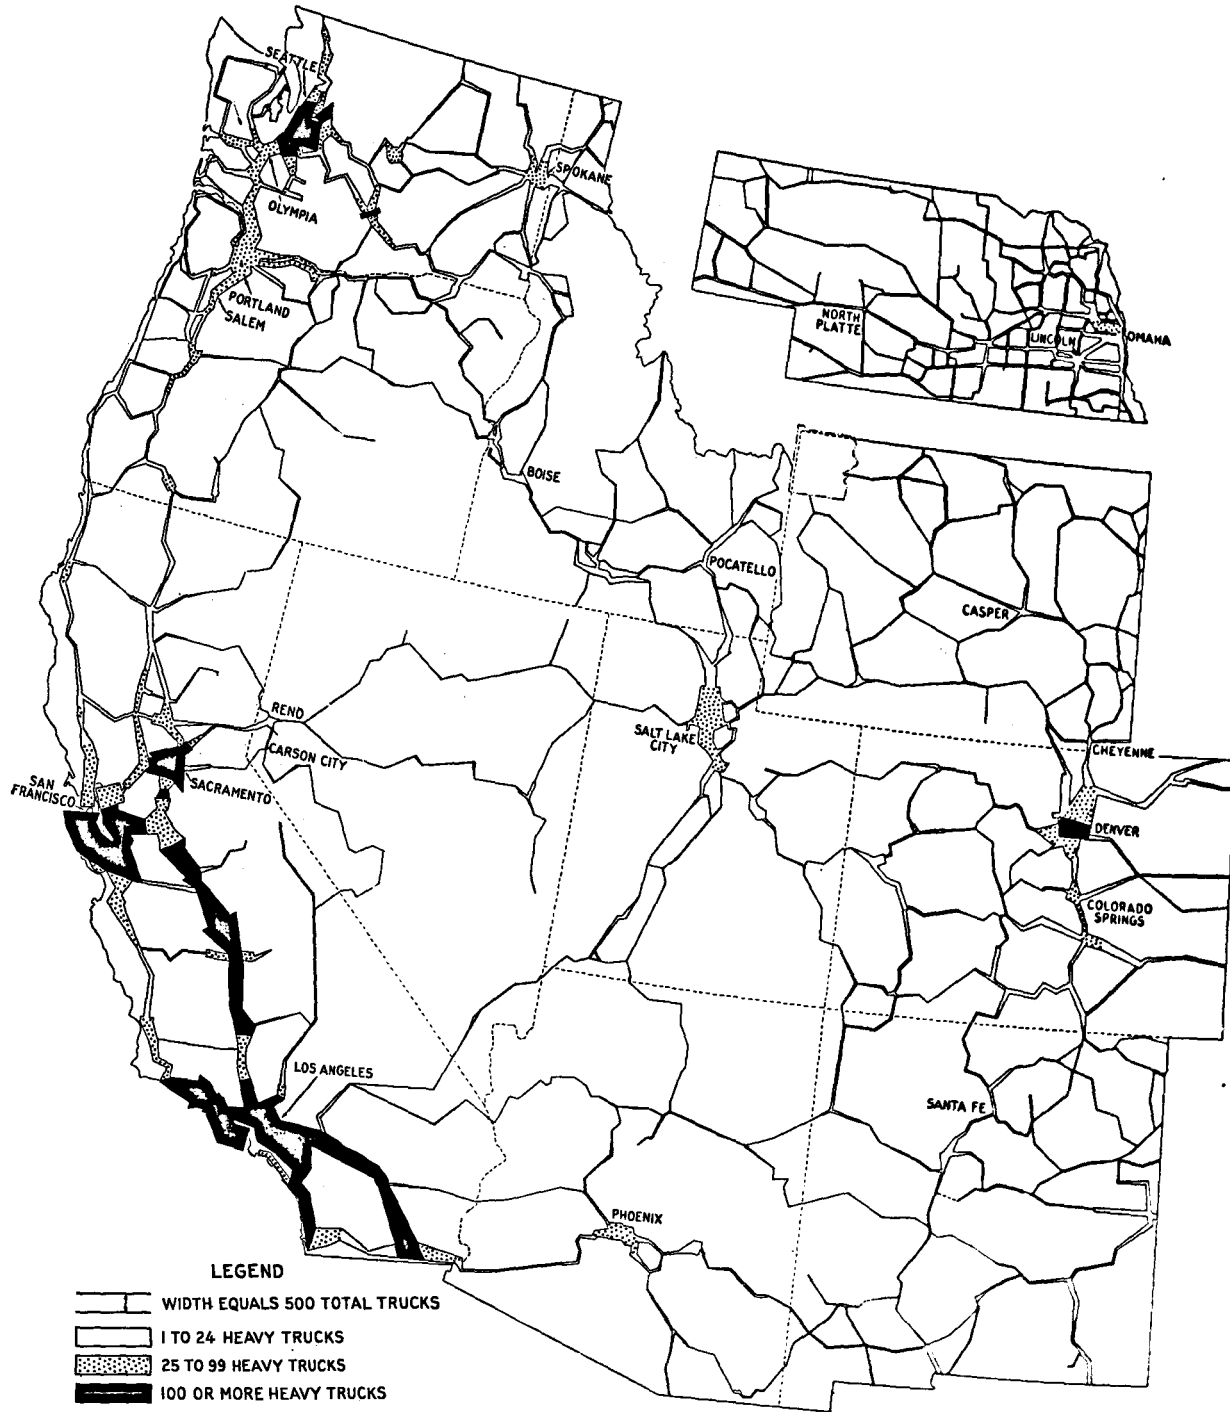 SEATTLE
SPOKANE
OLYMPIA
PORTLAND
SALEM
NORTH
PLATTE
LINCOLN
OMAHA
BOISE
POCATELLO
CASPER
RENO
CARSON CITY
SALT LAKE
CITY
CHEYENNE
SAN
FRANCISCO
SACRAMENTO
DENVER
COLORADO
SPRINGS
LOS ANGELES
SANTA FE
PHOENIX
LEGEND
WIDTH EQUALS 500 TOTAL TRUCKS
1 TO 24 HEAVY TRUCKS
25 TO 99 HEAVY TRUCKS
100 OR MORE HEAVY TRUCKS